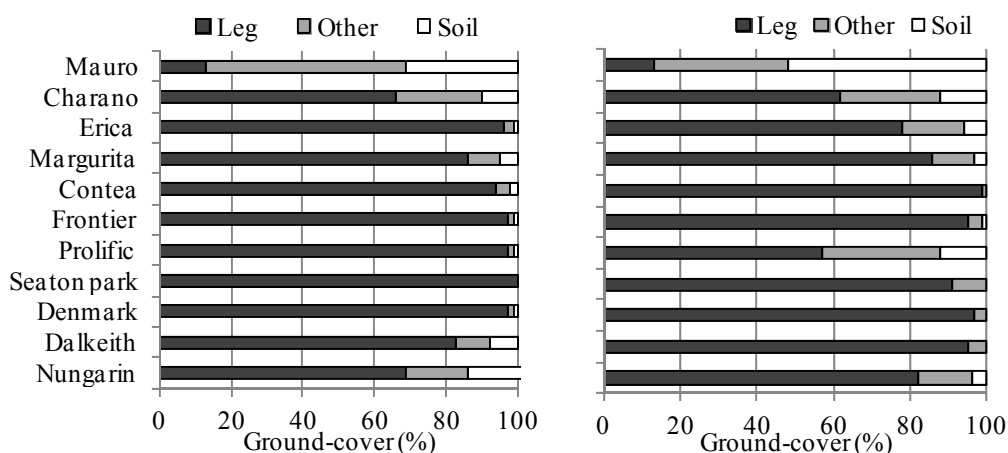 Leg Other Soil
Leg Other Soil
Mauro
Charano
Erica
Margurita
Contea
Frontier
Prolific
Seaton park
Denmark
Dalkeith
Nungarin
0 20 40 60 80 100
Ground-cover (%)
0 20 40 60 80 100
Ground-cover (%)